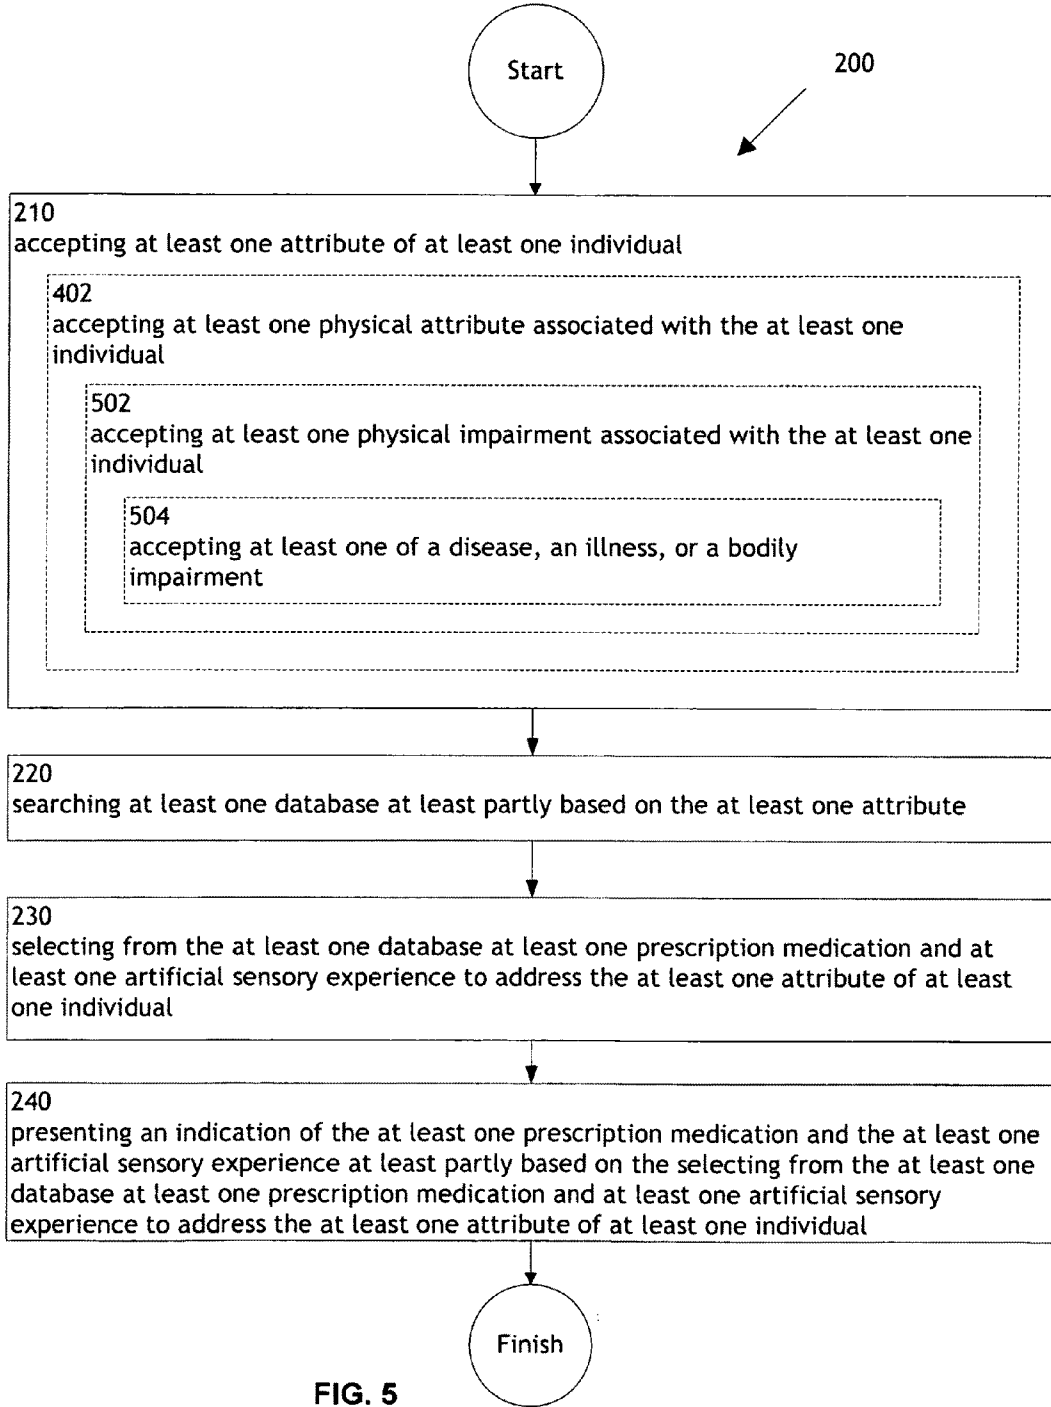 Start
200
210
accepting at least one attribute of at least one individual
402
accepting at least one physical attribute associated with the at least one
individual
502
accepting at least one physical impairment associated with the at least one
individual
504
accepting at least one of a disease, an illness, or a bodily
impairment
220
searching at least one database at least partly based on the at least one attribute
230
selecting from the at least one database at least one prescription medication and at
least one artificial sensory experience to address the at least one attribute of at least
one individual
240
presenting an indication of the at least one prescription medication and the at least one
artificial sensory experience at least partly based on the selecting from the at least one
database at least one prescription medication and at least one artificial sensory
experience to address the at least one attribute of at least one individual
Finish
FIG. 5